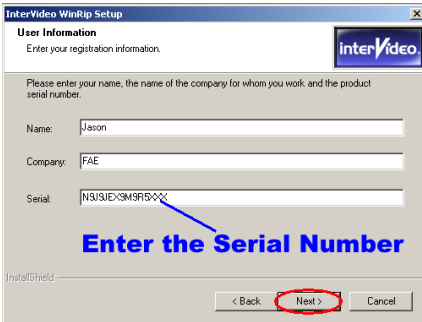 InterVideo WinRip Setup
User Information
Enter your registration information.
interVideo.
Please enter your name, the name of the company for whom you work and the product
serial number.
Name: Jason
Company: FAE
Serial: N9J9JEX9M9R5XXX
Enter the Serial Number
InstallShield
< Back Next > Cancel